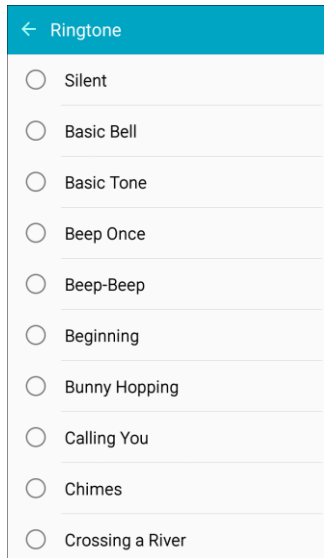 Ringtone
Silent
Basic Bell
Basic Tone
Beep Once
Beep-Beep
Beginning
Bunny Hopping
Calling You
Chimes
Crossing a River